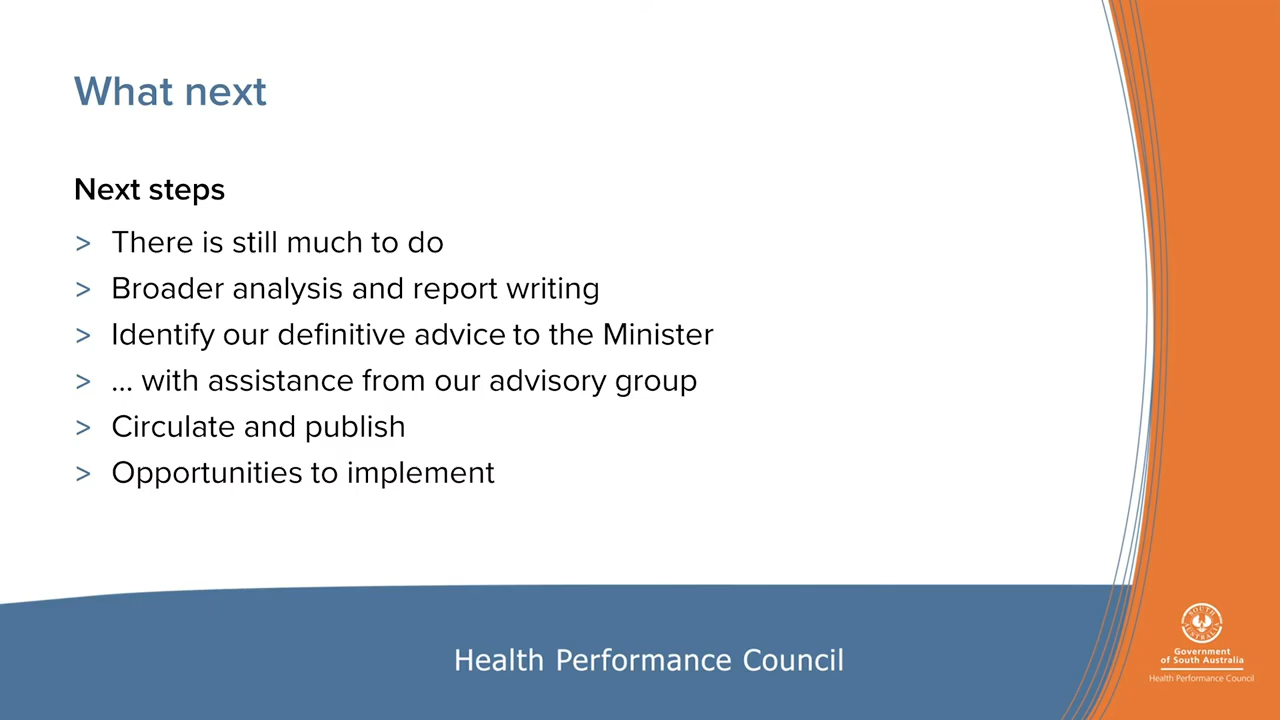 What next
Next steps
> There is still much to do
> Broader analysis and report writing
> Identify our definitive advice to the Minister
> ... with assistance from our advisory group
> Circulate and publish
> Opportunities to implement
Health Performance Council
SOUTH AUSTRALIA
Government
of South Australia
Health Performance Council